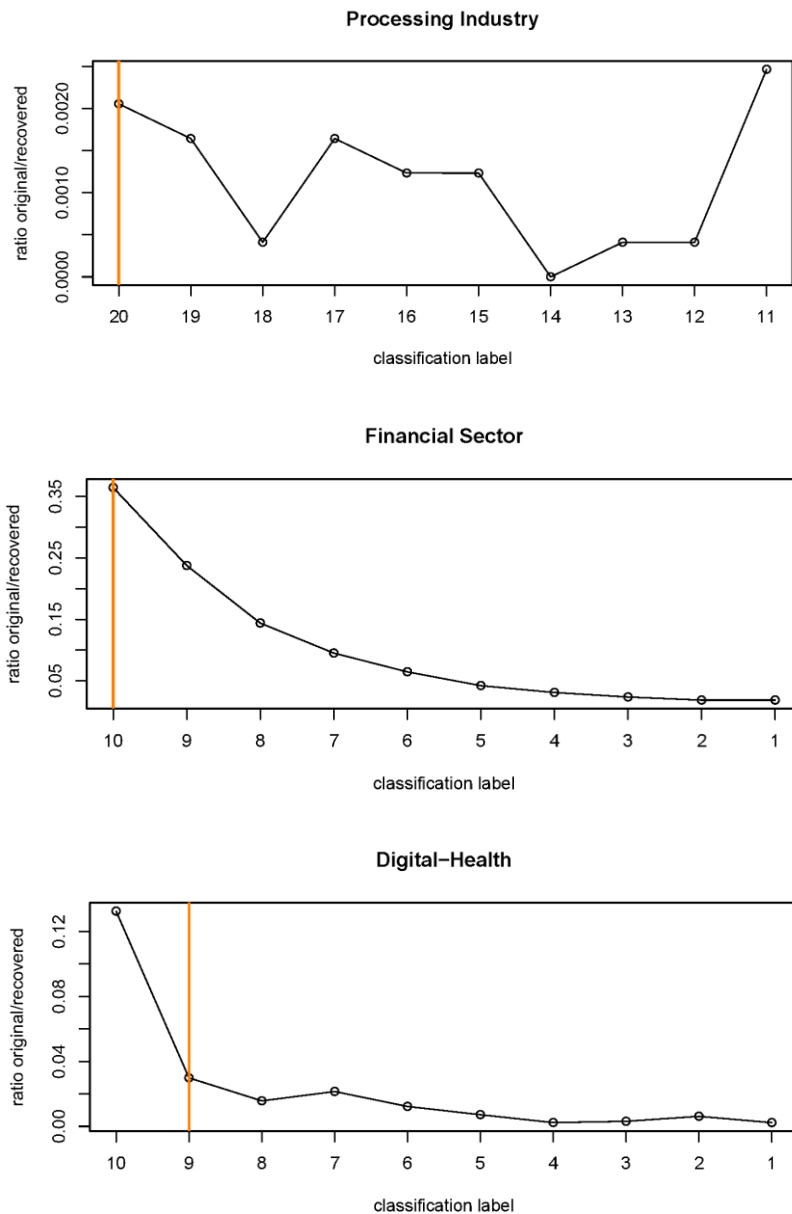 Processing Industry
ratio original/recovered
0.0000 0.0010 0.0020
20 19 18 17 16 15 14 13 12 11
classification label
Financial Sector
ratio original/recovered
0.05 0.15 0.25 0.35
10 9 8 7 6 5 4 3 2 1
classification label
Digital−Health
ratio original/recovered
0.00 0.04 0.08 0.12
10 9 8 7 6 5 4 3 2 1
classification label